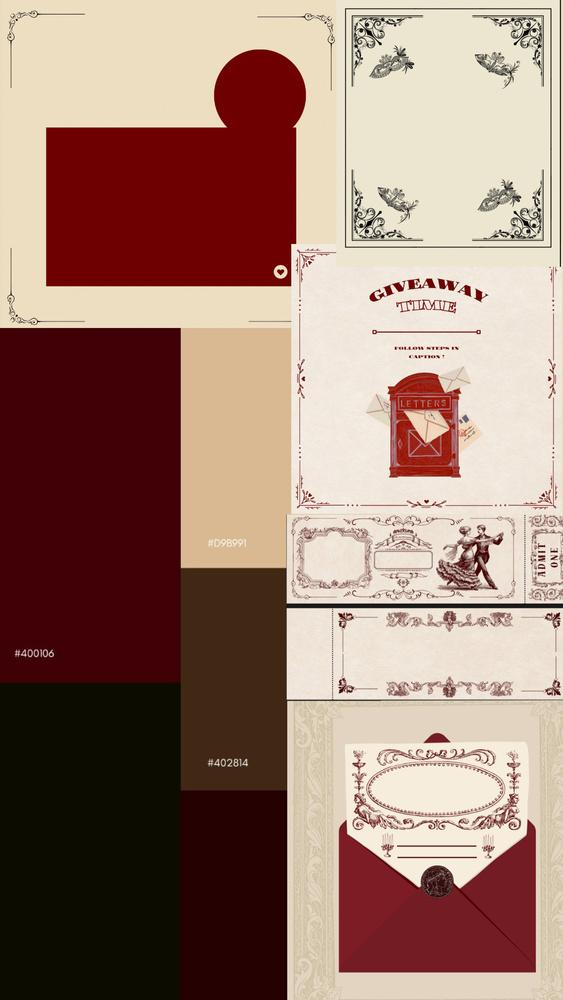 GIVEAWAY
TIME
FOLLOW STEPS IN
CAPTION !
LETTERS
ADMIT
ONE
#D9B991
#400106
#402814